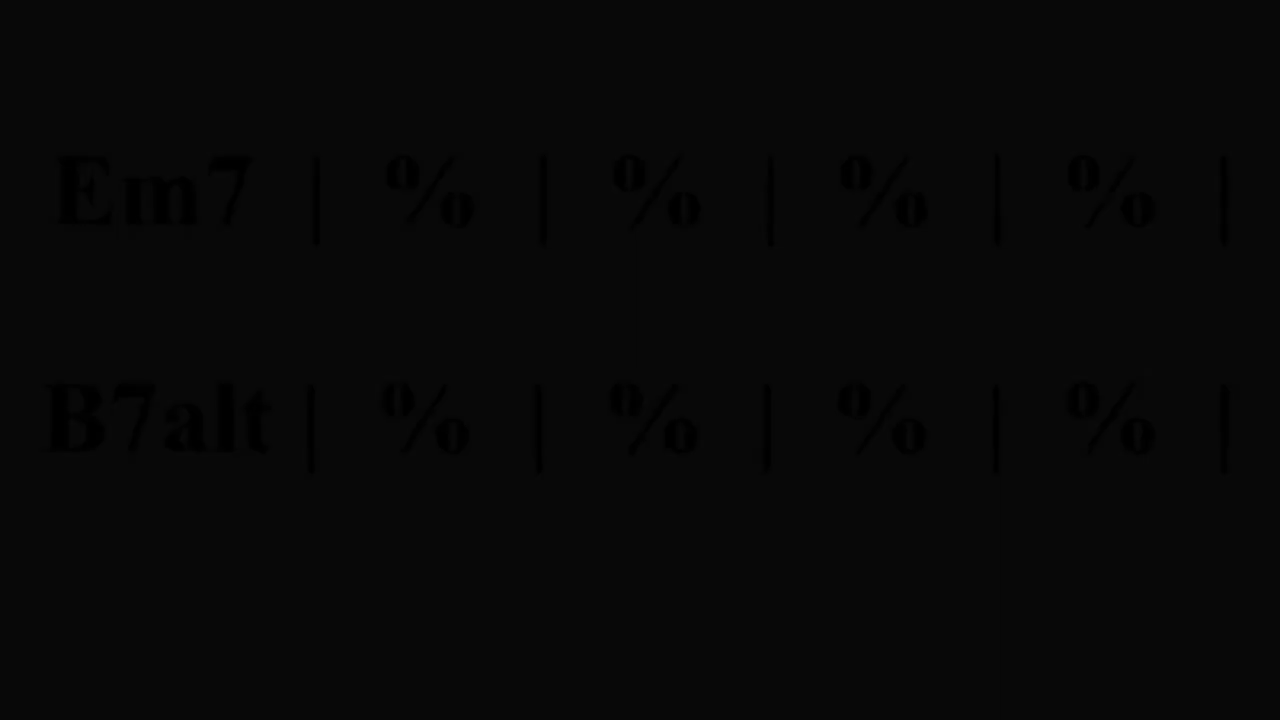 Em7 | % | % | % | % |
B7alt | % | % | % | % |